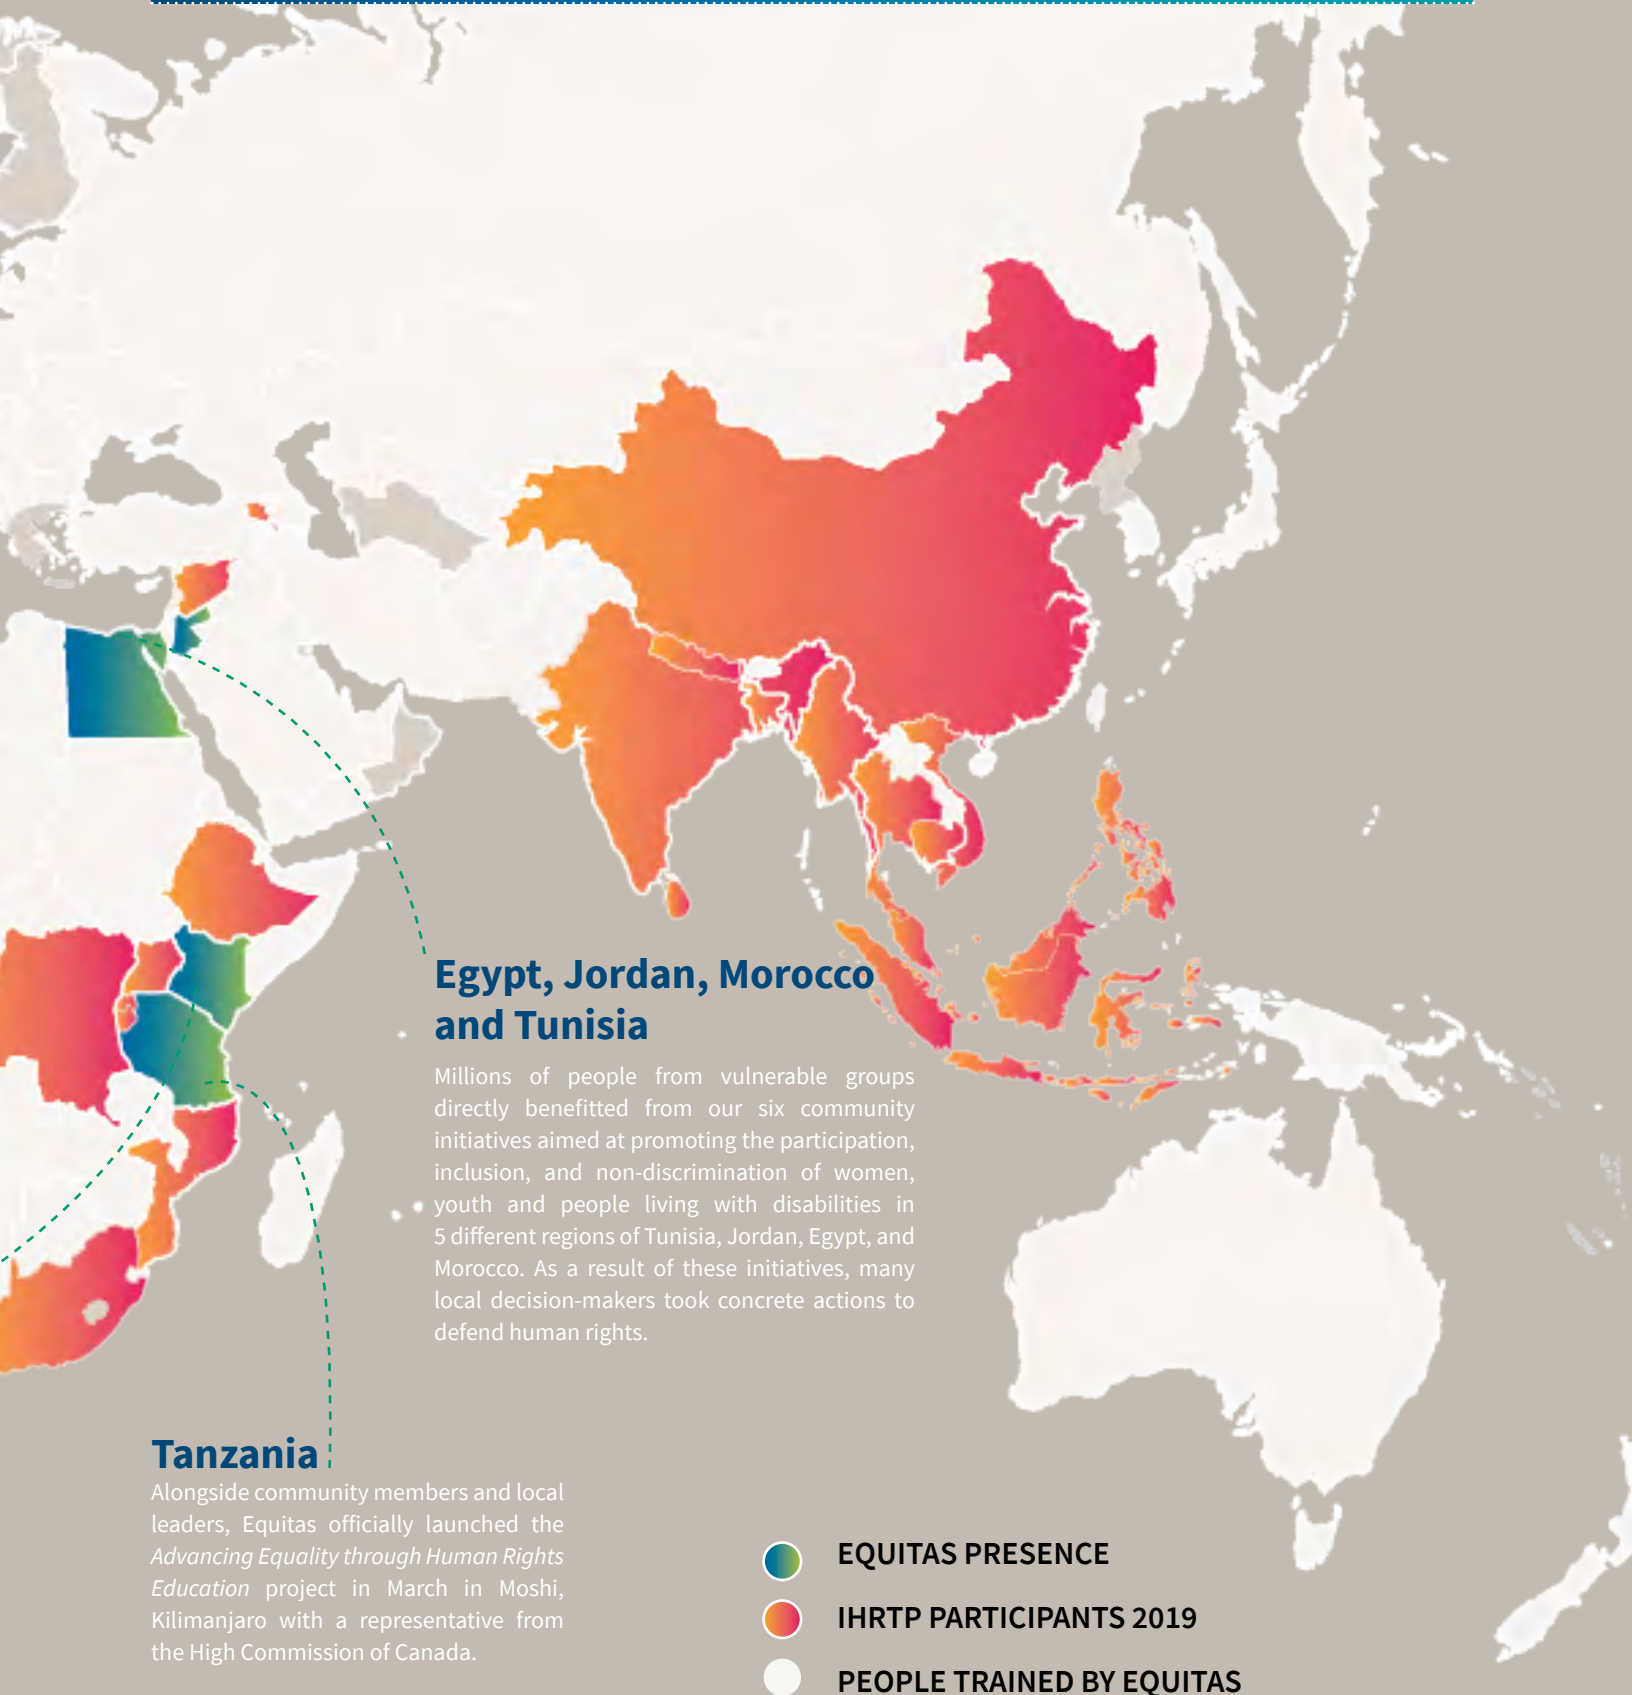 Egypt, Jordan, Morocco
and Tunisia
Millions of people from vulnerable groups
directly benefitted from our six community
initiatives aimed at promoting the participation,
inclusion, and non-discrimination of women,
youth and people living with disabilities in
5 different regions of Tunisia, Jordan, Egypt, and
Morocco. As a result of these initiatives, many
local decision-makers took concrete actions to
defend human rights.
Tanzania
Alongside community members and local
leaders, Equitas officially launched the
Advancing Equality through Human Rights
Education project in March in Moshi,
Kilimanjaro with a representative from
the High Commission of Canada.
EQUITAS PRESENCE
IHRTP PARTICIPANTS 2019
PEOPLE TRAINED BY EQUITAS